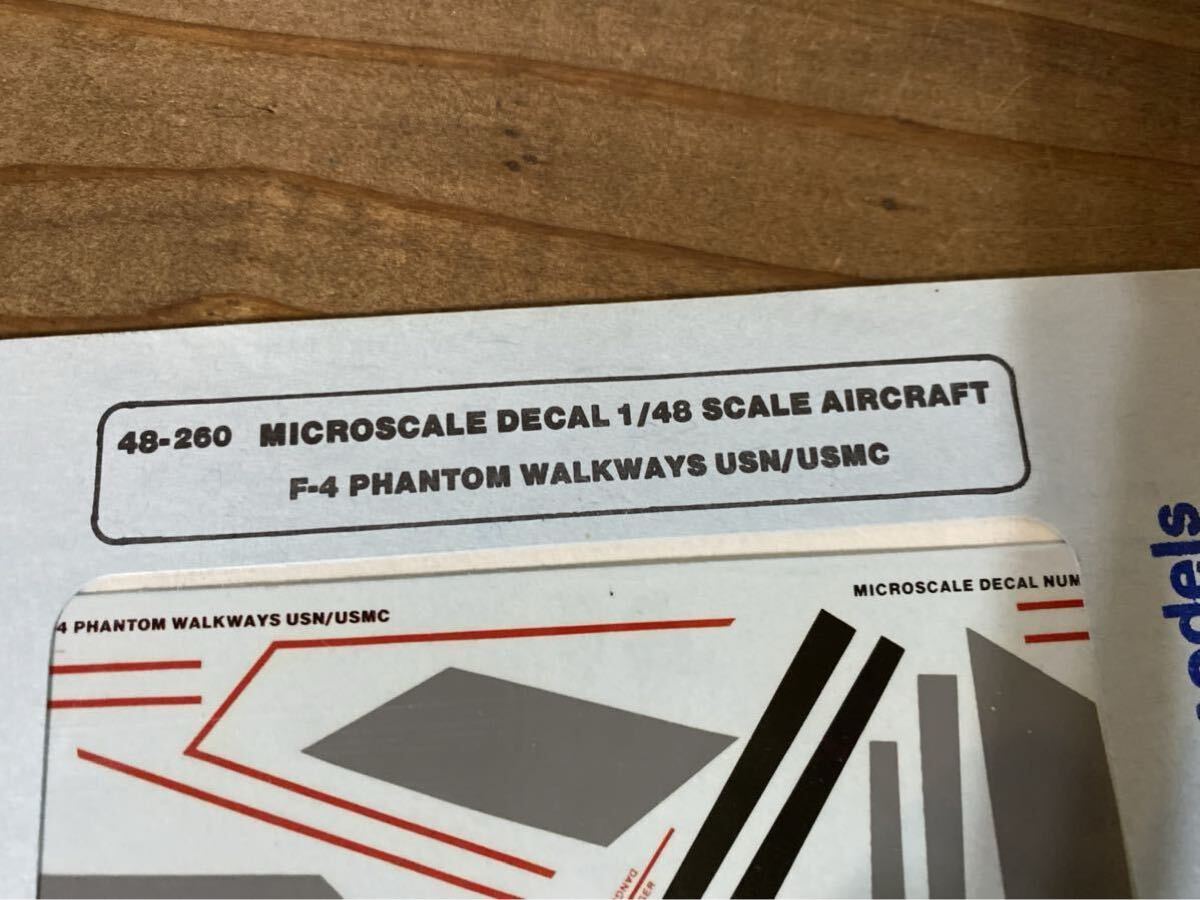 48-260 MICROSCALE DECAL 1/48 SCALE AIRCRAFT
F-4 PHANTOM WALKWAYS USN/USMC
4 PHANTOM WALKWAYS USN/USMC
MICROSCALE DECAL NUM
odels